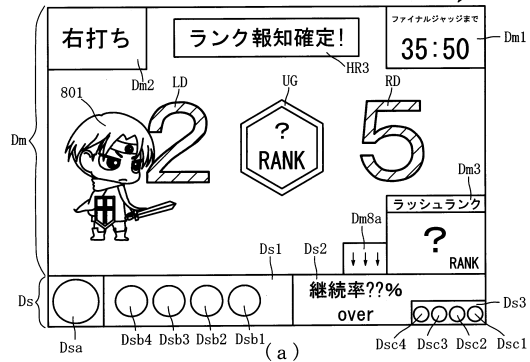 右打ち
ランク報知確定!
ファイナルジャッジまで
35:50
Dm1
Dm2
HR3
801
LD
UG
RD
Dm
2
?
RANK
5
Dm3
ラッシュランク
Dm8a
?
RANK
Ds1
Ds2
Ds
継続率??%
over
Ds3
Dsa
Dsb4
Dsb3
Dsb2
Dsb1
Dsc4
Dsc3
Dsc2
Dsc1
(a)